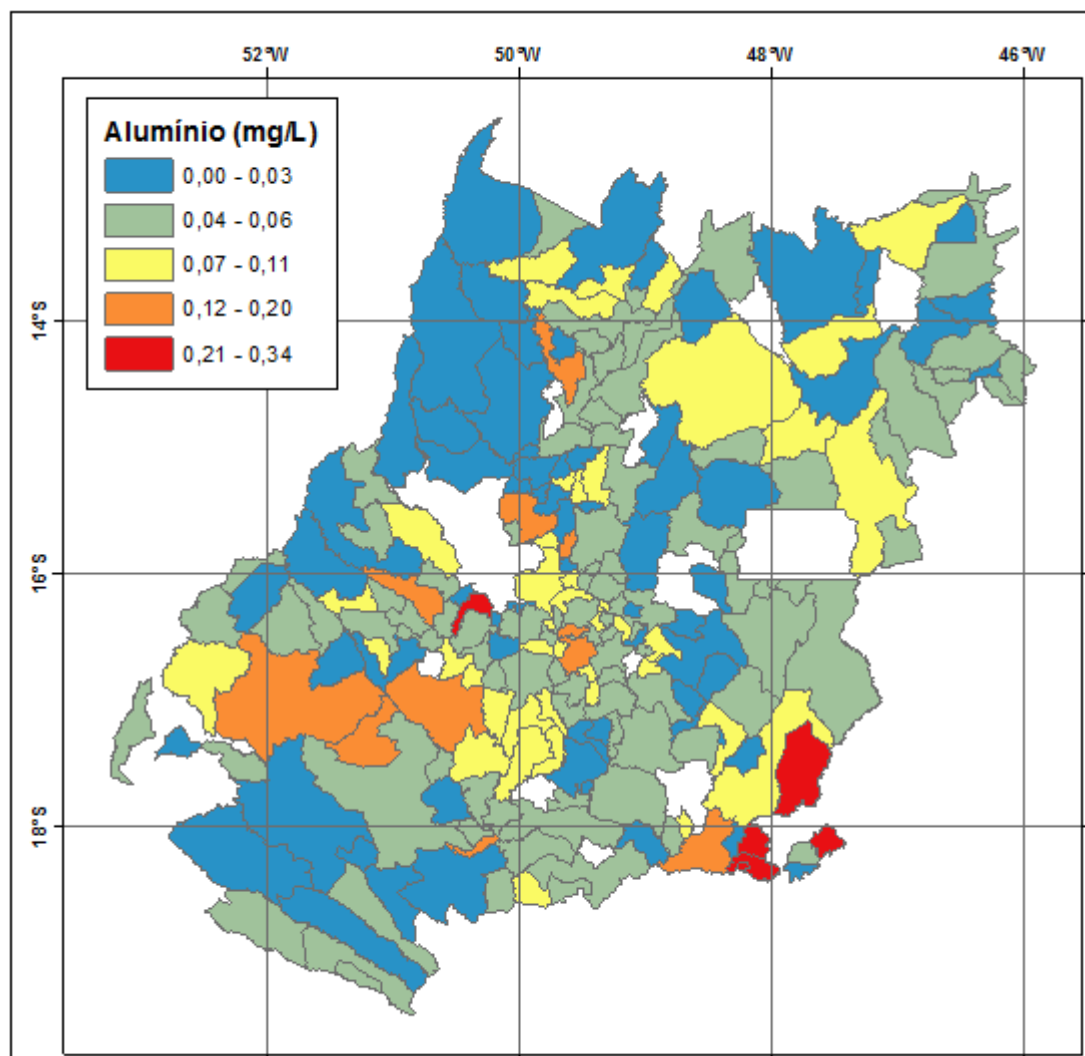 52°W 50°W 48°W 46°W
Alumínio (mg/L)
0,00 - 0,03
0,04 - 0,06
0,07 - 0,11
0,12 - 0,20
0,21 - 0,34
14°S
16°S
18°S